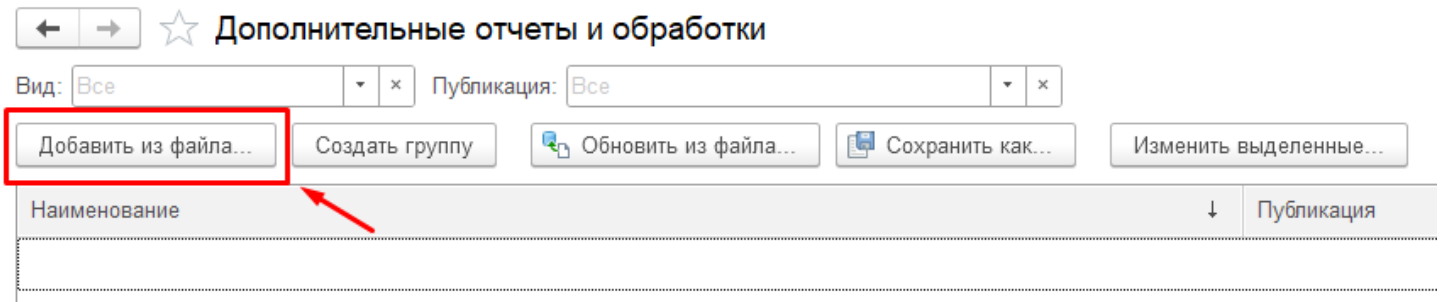 Дополнительные отчеты и обработки
Вид: Все Публикация: Все
Добавить из файла... Создать группу Обновить из файла... Сохранить как... Изменить выделенные...
Наименование Публикация